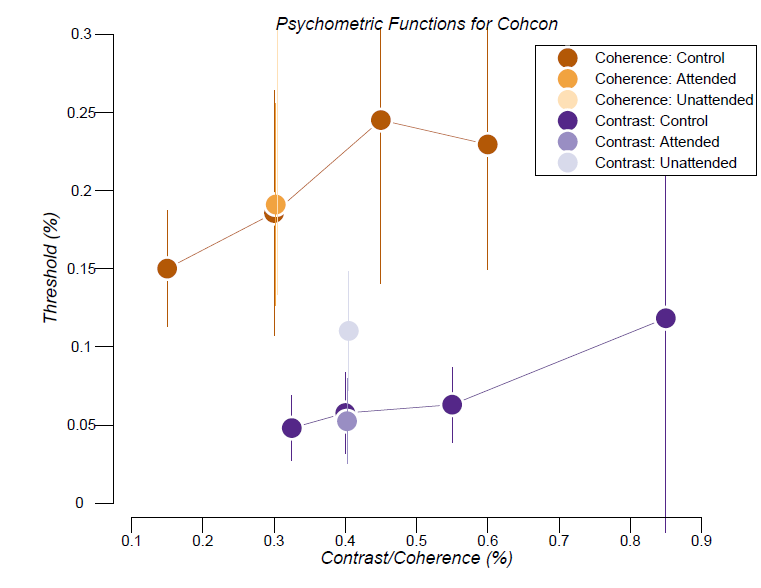 Psychometric Functions for Cohcon
0.3
0.25
0.2
0.15
0.1
0.05
0
Threshold (%)
Coherence: Control
Coherence: Attended
Coherence: Unattended
Contrast: Control
Contrast: Attended
Contrast: Unattended
0.1 0.2 0.3 0.4 0.5 0.6 0.7 0.8 0.9
Contrast/Coherence (%)